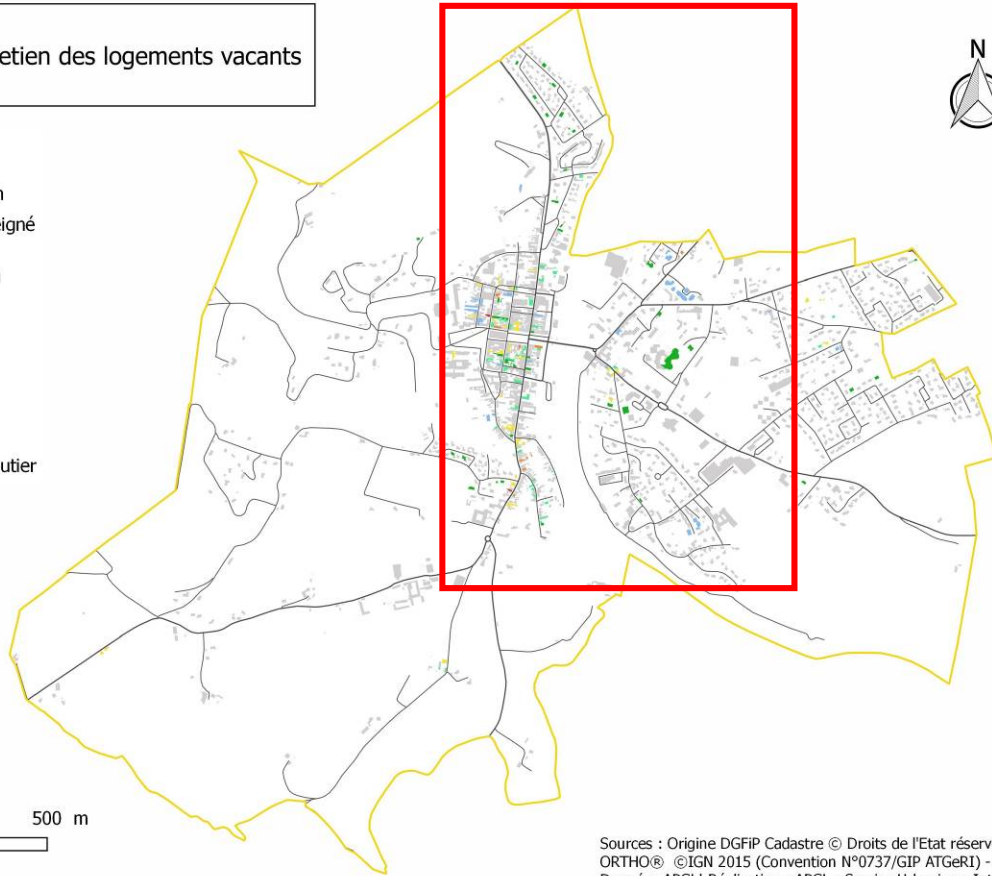 etien des logements vacants
N
n
eigné
utier
500 m
Sources : Origine DGFiP Cadastre © Droits de l'Etat réserv
ORTHO® ©IGN 2015 (Convention N°0737/GIP ATGeRI) -